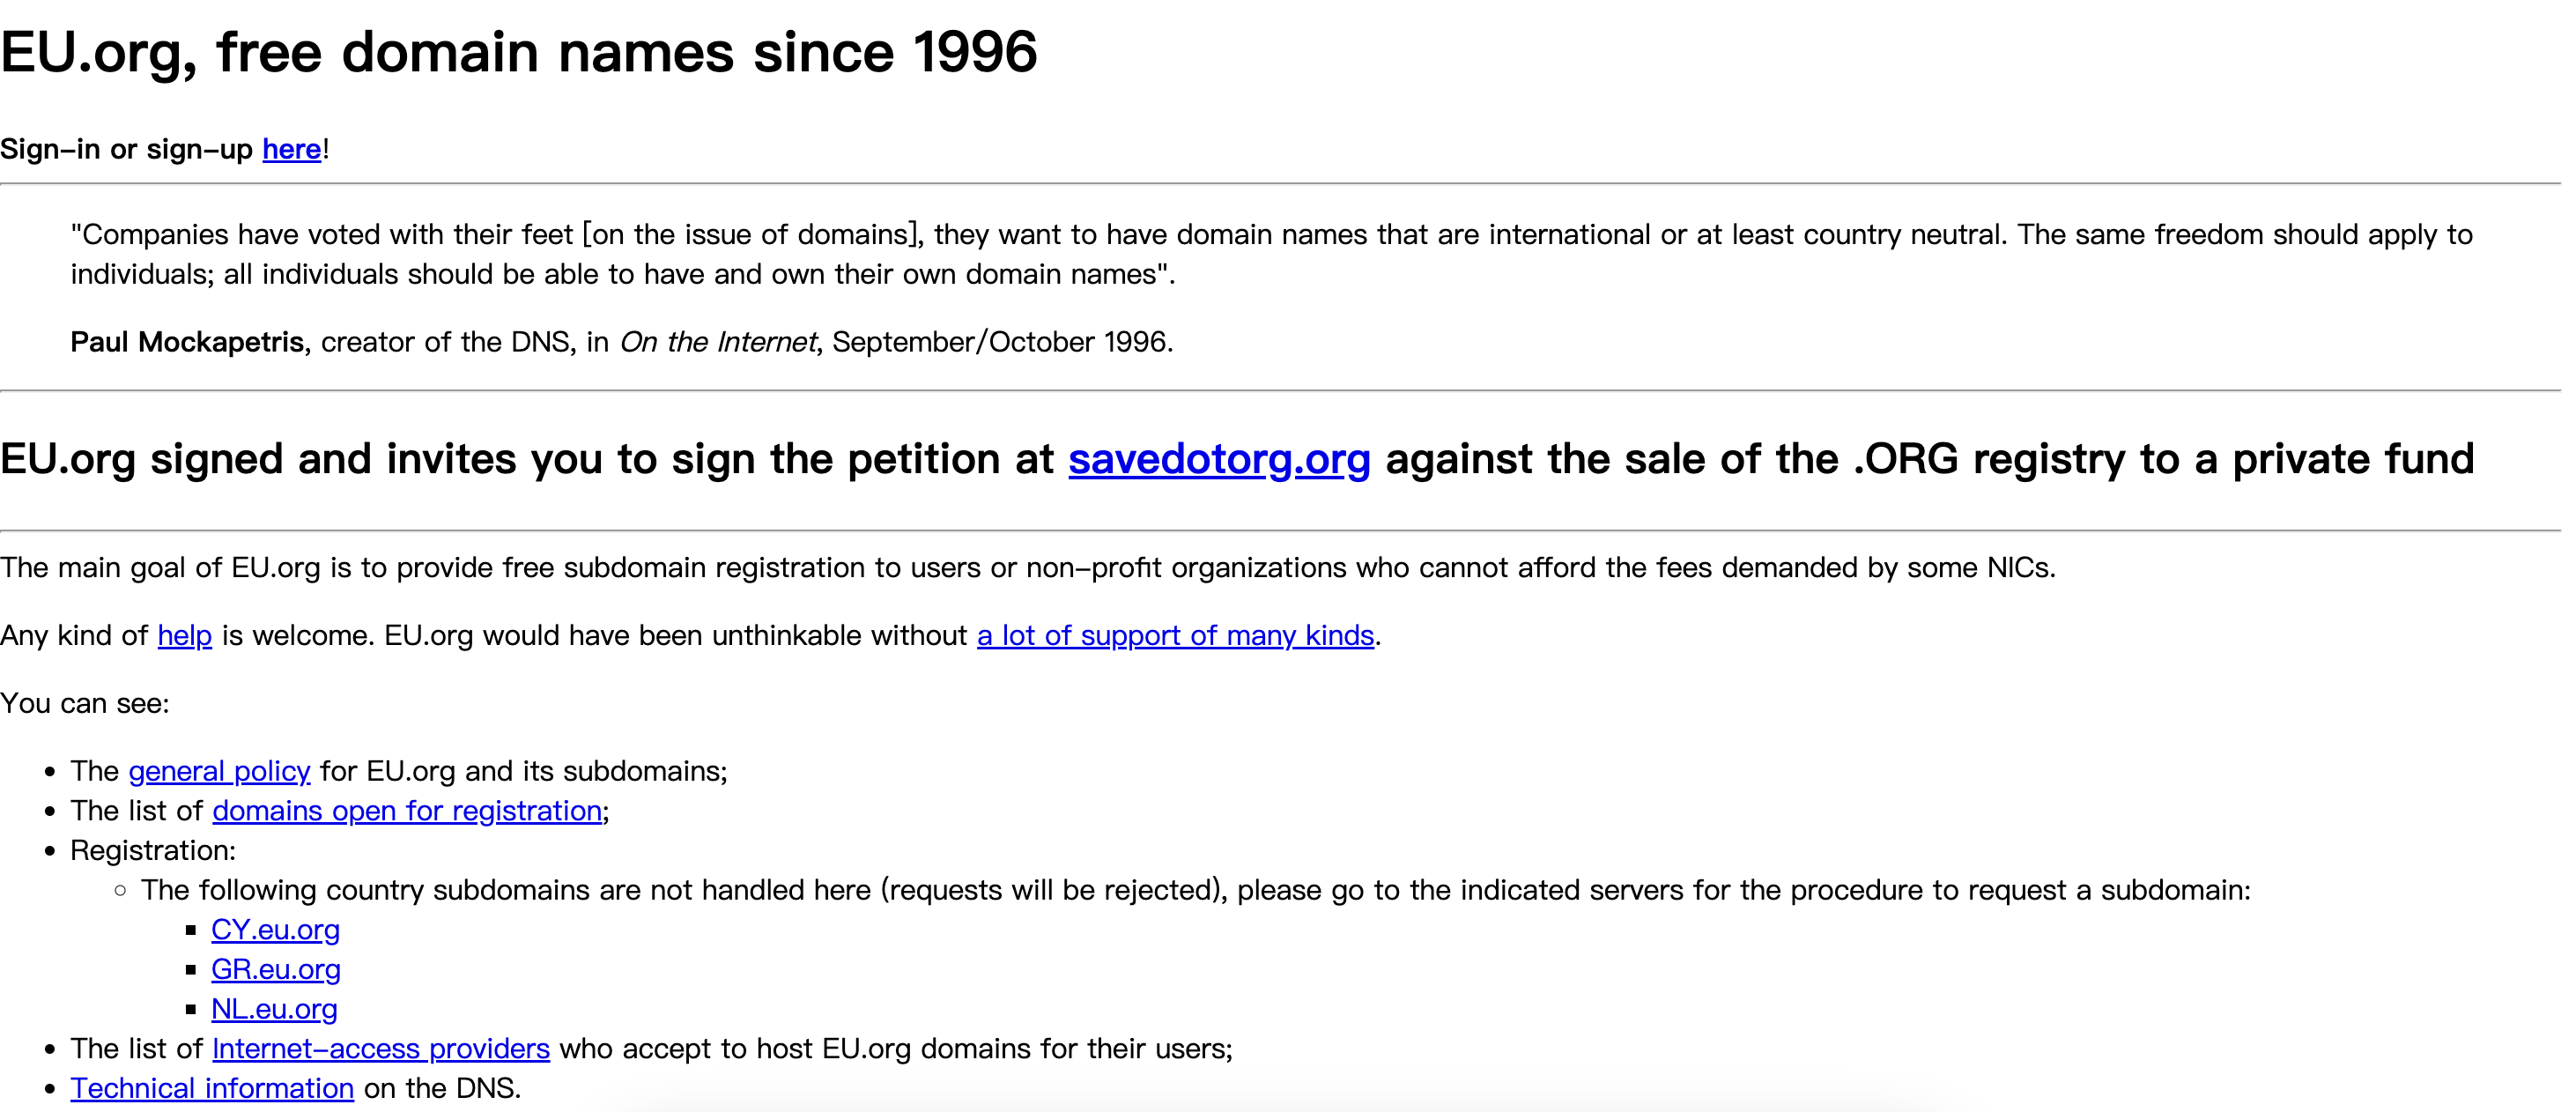 EU.org, free domain names since 1996
Sign-in or sign-up here!
"Companies have voted with their feet [on the issue of domains], they want to have domain names that are international or at least country neutral. The same freedom should apply to
individuals; all individuals should be able to have and own their own domain names".
Paul Mockapetris, creator of the DNS, in On the Internet, September/October 1996.
EU.org signed and invites you to sign the petition at savedotorg.org against the sale of the .ORG registry to a private fund
The main goal of EU.org is to provide free subdomain registration to users or non-profit organizations who cannot afford the fees demanded by some NICs.
Any kind of help is welcome. EU.org would have been unthinkable without a lot of support of many kinds.
You can see:
• The general policy for EU.org and its subdomains;
• The list of domains open for registration;
• Registration:
◦ The following country subdomains are not handled here (requests will be rejected), please go to the indicated servers for the procedure to request a subdomain:
▪ CY.eu.org
▪ GR.eu.org
▪ NL.eu.org
• The list of Internet-access providers who accept to host EU.org domains for their users;
• Technical information on the DNS.